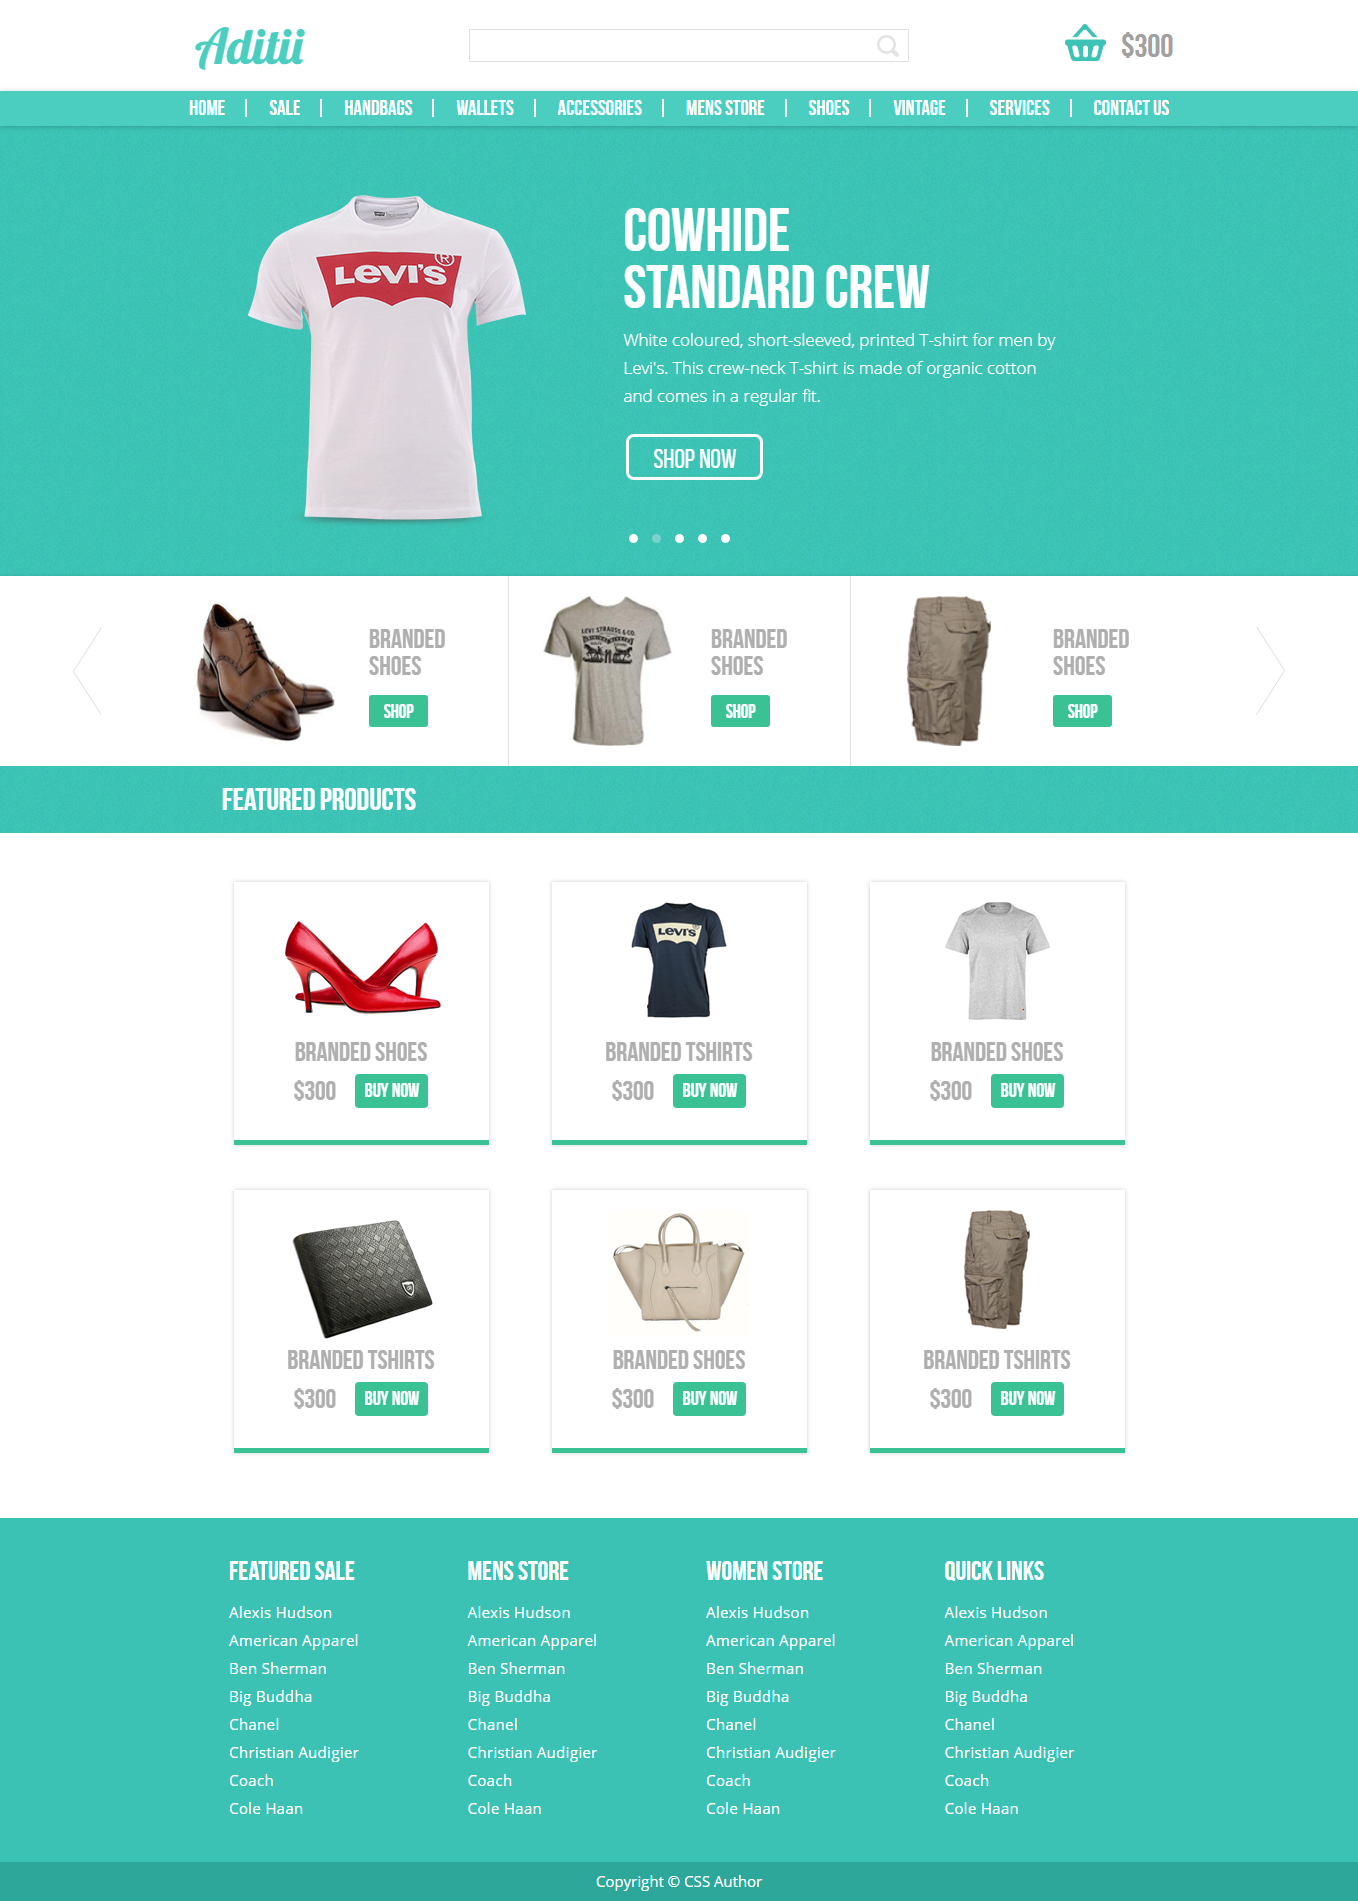 Aditii
$300
HOME SALE HANDBAGS WALLETS ACCESSORIES MENS STORE SHOES VINTAGE SERVICES CONTACT US
LEVI'S ®
COWHIDE
STANDARD CREW
White coloured, short-sleeved, printed T-shirt for men by
Levi's. This crew-neck T-shirt is made of organic cotton
and comes in a regular fit.
SHOP NOW
BRANDED
SHOES
SHOP
LEVI STRAUSS & CO.
BRANDED
SHOES
SHOP
BRANDED
SHOES
SHOP
FEATURED PRODUCTS
LEVI'S
BRANDED SHOES
$300 BUY NOW
BRANDED TSHIRTS
$300 BUY NOW
BRANDED SHOES
$300 BUY NOW
BRANDED TSHIRTS
$300 BUY NOW
BRANDED SHOES
$300 BUY NOW
BRANDED TSHIRTS
$300 BUY NOW
FEATURED SALE
Alexis Hudson
American Apparel
Ben Sherman
Big Buddha
Chanel
Christian Audigier
Coach
Cole Haan
MENS STORE
Alexis Hudson
American Apparel
Ben Sherman
Big Buddha
Chanel
Christian Audigier
Coach
Cole Haan
WOMEN STORE
Alexis Hudson
American Apparel
Ben Sherman
Big Buddha
Chanel
Christian Audigier
Coach
Cole Haan
QUICK LINKS
Alexis Hudson
American Apparel
Ben Sherman
Big Buddha
Chanel
Christian Audigier
Coach
Cole Haan
Copyright © CSS Author